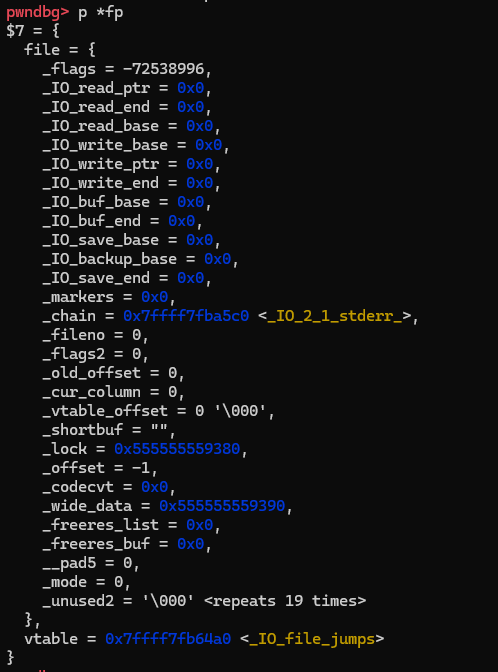 pwndbg> p *fp
$7 = {
  file = {
    _flags = -72538996,
    _IO_read_ptr = 0x0,
    _IO_read_end = 0x0,
    _IO_read_base = 0x0,
    _IO_write_base = 0x0,
    _IO_write_ptr = 0x0,
    _IO_write_end = 0x0,
    _IO_buf_base = 0x0,
    _IO_buf_end = 0x0,
    _IO_save_base = 0x0,
    _IO_backup_base = 0x0,
    _IO_save_end = 0x0,
    _markers = 0x0,
    _chain = 0x7ffff7fba5c0 <_IO_2_1_stderr_>,
    _fileno = 0,
    _flags2 = 0,
    _old_offset = 0,
    _cur_column = 0,
    _vtable_offset = 0 '\000',
    _shortbuf = "",
    _lock = 0x555555559380,
    _offset = -1,
    _codecvt = 0x0,
    _wide_data = 0x555555559390,
    _freeres_list = 0x0,
    _freeres_buf = 0x0,
    __pad5 = 0,
    _mode = 0,
    _unused2 = '\000' <repeats 19 times>
  },
  vtable = 0x7ffff7fb64a0 <_IO_file_jumps>
}